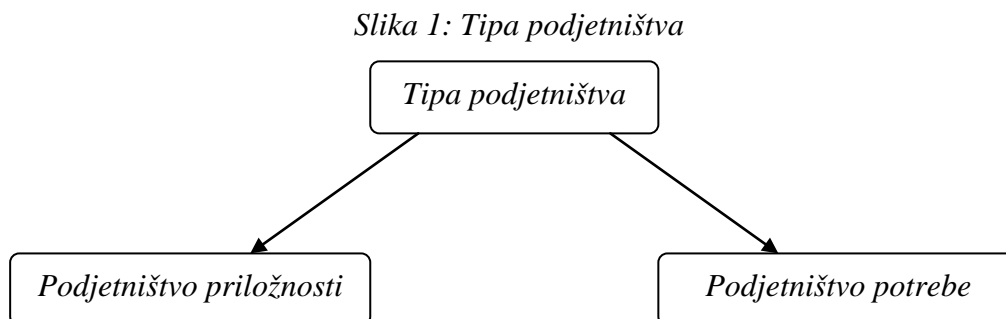 Slika 1: Tipa podjetništva
Tipa podjetništva
Podjetništvo priložnosti
Podjetništvo potrebe